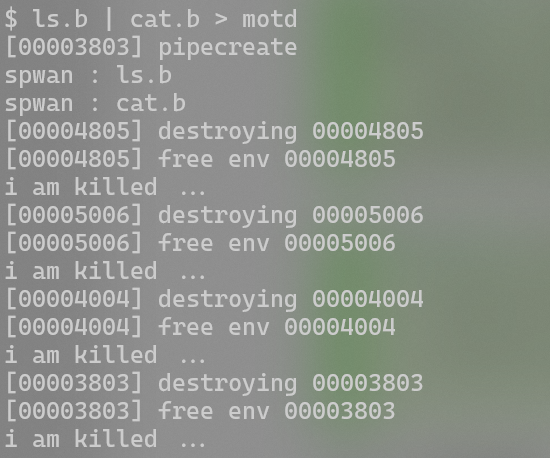 $ ls.b | cat.b > motd
[00003803] pipecreate
spwan : ls.b
spwan : cat.b
[00004805] destroying 00004805
[00004805] free env 00004805
i am killed ...
[00005006] destroying 00005006
[00005006] free env 00005006
i am killed ...
[00004004] destroying 00004004
[00004004] free env 00004004
i am killed ...
[00003803] destroying 00003803
[00003803] free env 00003803
i am killed ...